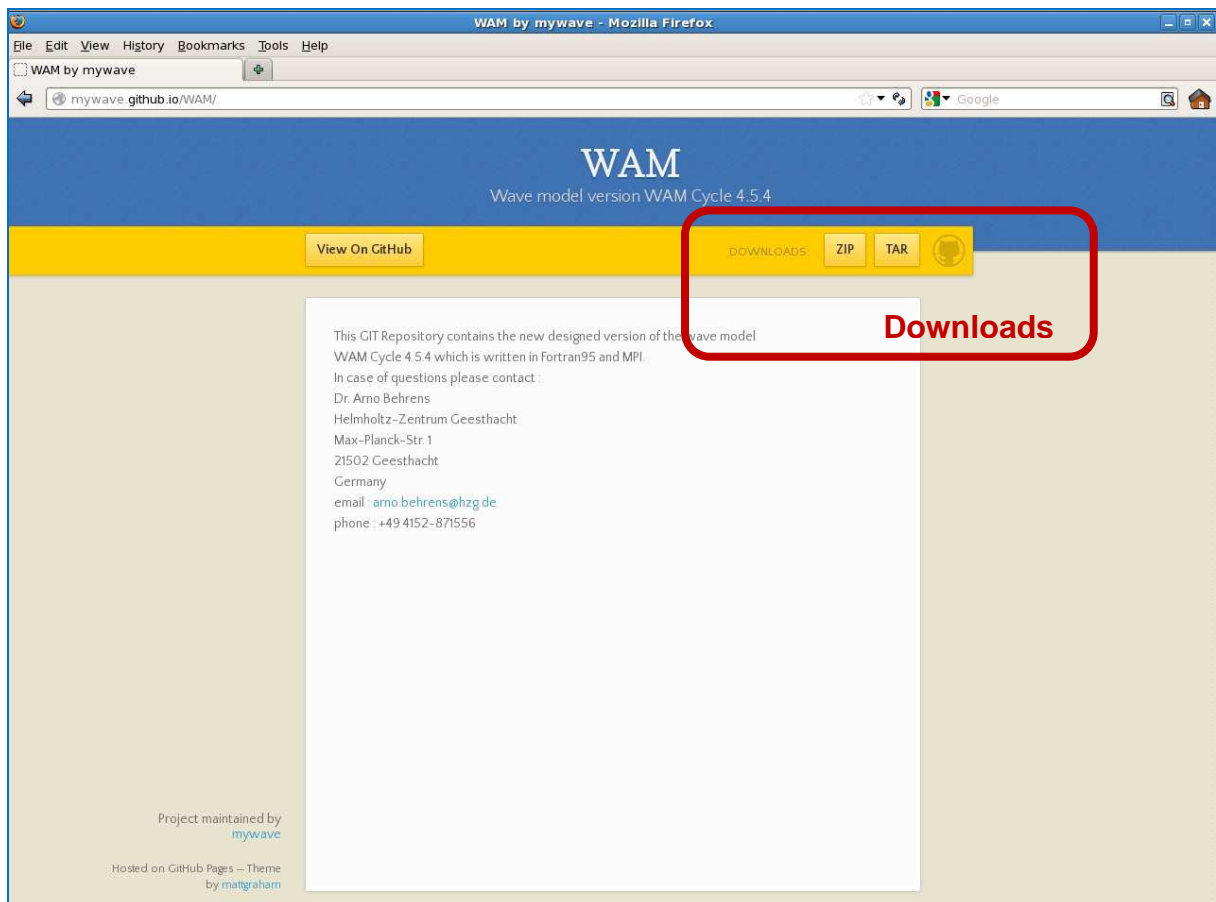 WAM by mywave - Mozilla Firefox
File Edit View History Bookmarks Tools Help
WAM by mywave
mywave.github.io/WAM/
Google
WAM
Wave model version WAM Cycle 4.5.4
View On GitHub
DOWNLOADS: ZIP TAR
Downloads
This GIT Repository contains the new designed version of the wave model
WAM Cycle 4.5.4 which is written in Fortran95 and MPI.
In case of questions please contact :
Dr. Arno Behrens
Helmholtz-Zentrum Geesthacht
Max-Planck-Str. 1
21502 Geesthacht
Germany
email : arno.behrens@hzg.de
phone : +49 4152-871556
Project maintained by
mywave
Hosted on GitHub Pages — Theme
by mattgraham